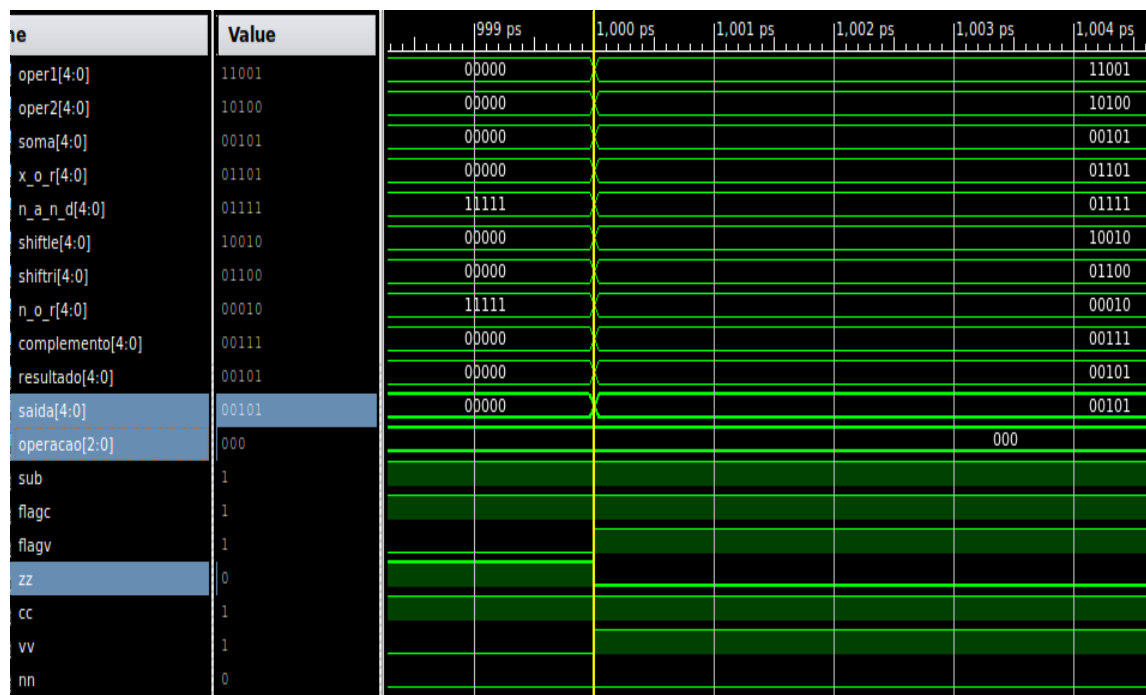 ne Value 999 ps 1,000 ps 1,001 ps 1,002 ps 1,003 ps 1,004 ps
oper1[4:0] 11001 00000 11001
oper2[4:0] 10100 00000 10100
soma[4:0] 00101 00000 00101
x_o_r[4:0] 01101 00000 01101
n_a_n_d[4:0] 01111 11111 01111
shiftle[4:0] 10010 00000 10010
shiftri[4:0] 01100 00000 01100
n_o_r[4:0] 00010 11111 00010
complemento[4:0] 00111 00000 00111
resultado[4:0] 00101 00000 00101
saida[4:0] 00101 00000 00101
operacao[2:0] 000 000
sub 1
flagc 1
flagv 1
zz 0
cc 1
vv 1
nn 0